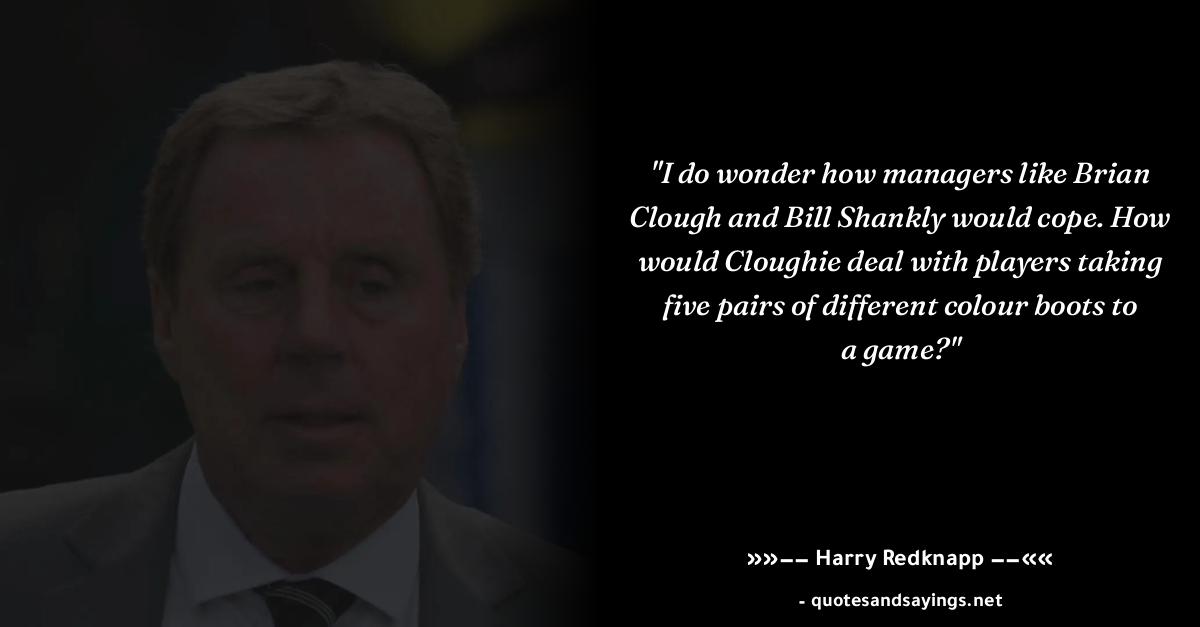 "I do wonder how managers like Brian
Clough and Bill Shankly would cope. How
would Cloughie deal with players taking
five pairs of different colour boots to
a game?"
»»–– Harry Redknapp ––««
- quotesandsayings.net